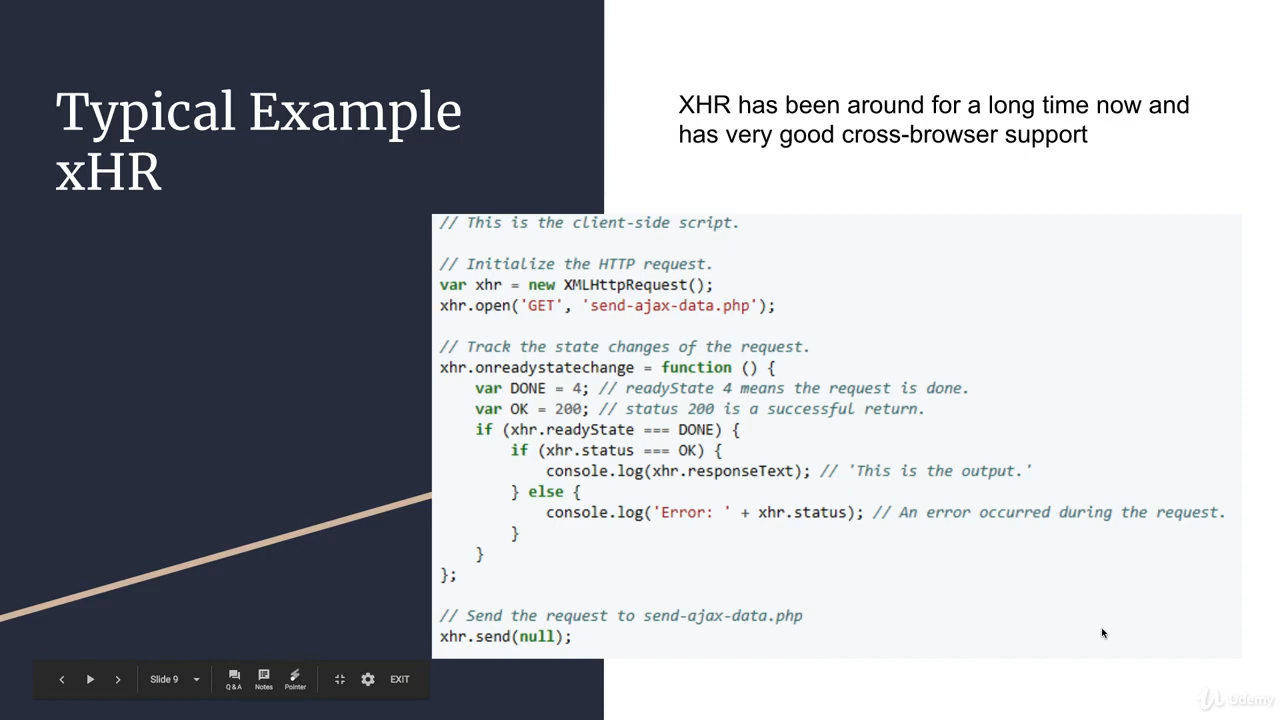 Typical Example
xHR
XHR has been around for a long time now and
has very good cross-browser support
// This is the client-side script.
// Initialize the HTTP request.
var xhr = new XMLHttpRequest();
xhr.open('GET', 'send-ajax-data.php');
// Track the state changes of the request.
xhr.onreadystatechange = function () {
    var DONE = 4; // readyState 4 means the request is done.
    var OK = 200; // status 200 is a successful return.
    if (xhr.readyState === DONE) {
        if (xhr.status === OK) {
            console.log(xhr.responseText); // 'This is the output.'
        } else {
            console.log('Error: ' + xhr.status); // An error occurred during the request.
        }
    }
};
// Send the request to send-ajax-data.php
xhr.send(null);
Slide 9
Q&A
Notes
Pointer
EXIT
Udemy